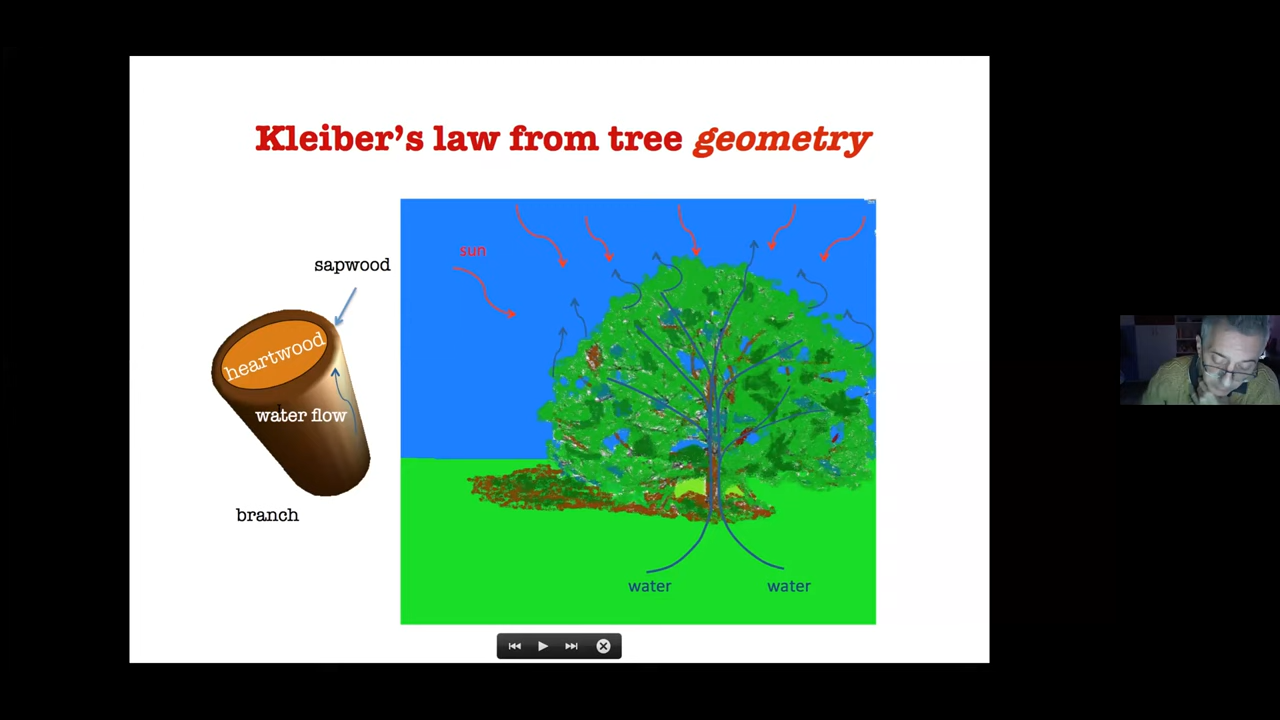 Kleiber's law from tree geometry
sun
sapwood
heartwood
water flow
branch
water
water